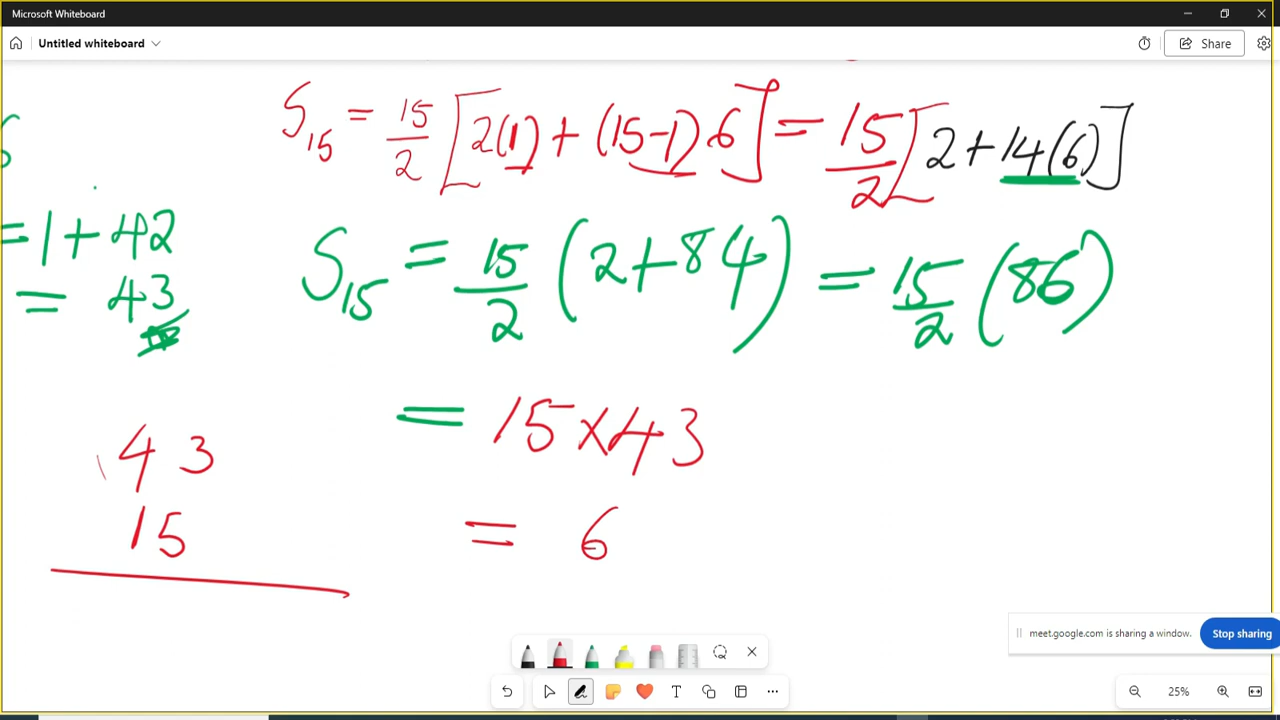 Microsoft Whiteboard
Untitled whiteboard
Share
S₁₅ = 15/2 [2(1) + (15-1) 6] = 15/2 [2 + 14(6)]
= 1 + 42
= 43
S₁₅ = 15/2 (2 + 84) = 15/2 (86)
= 15 × 43
= 6
43
15
meet.google.com is sharing a window.
Stop sharing
25%